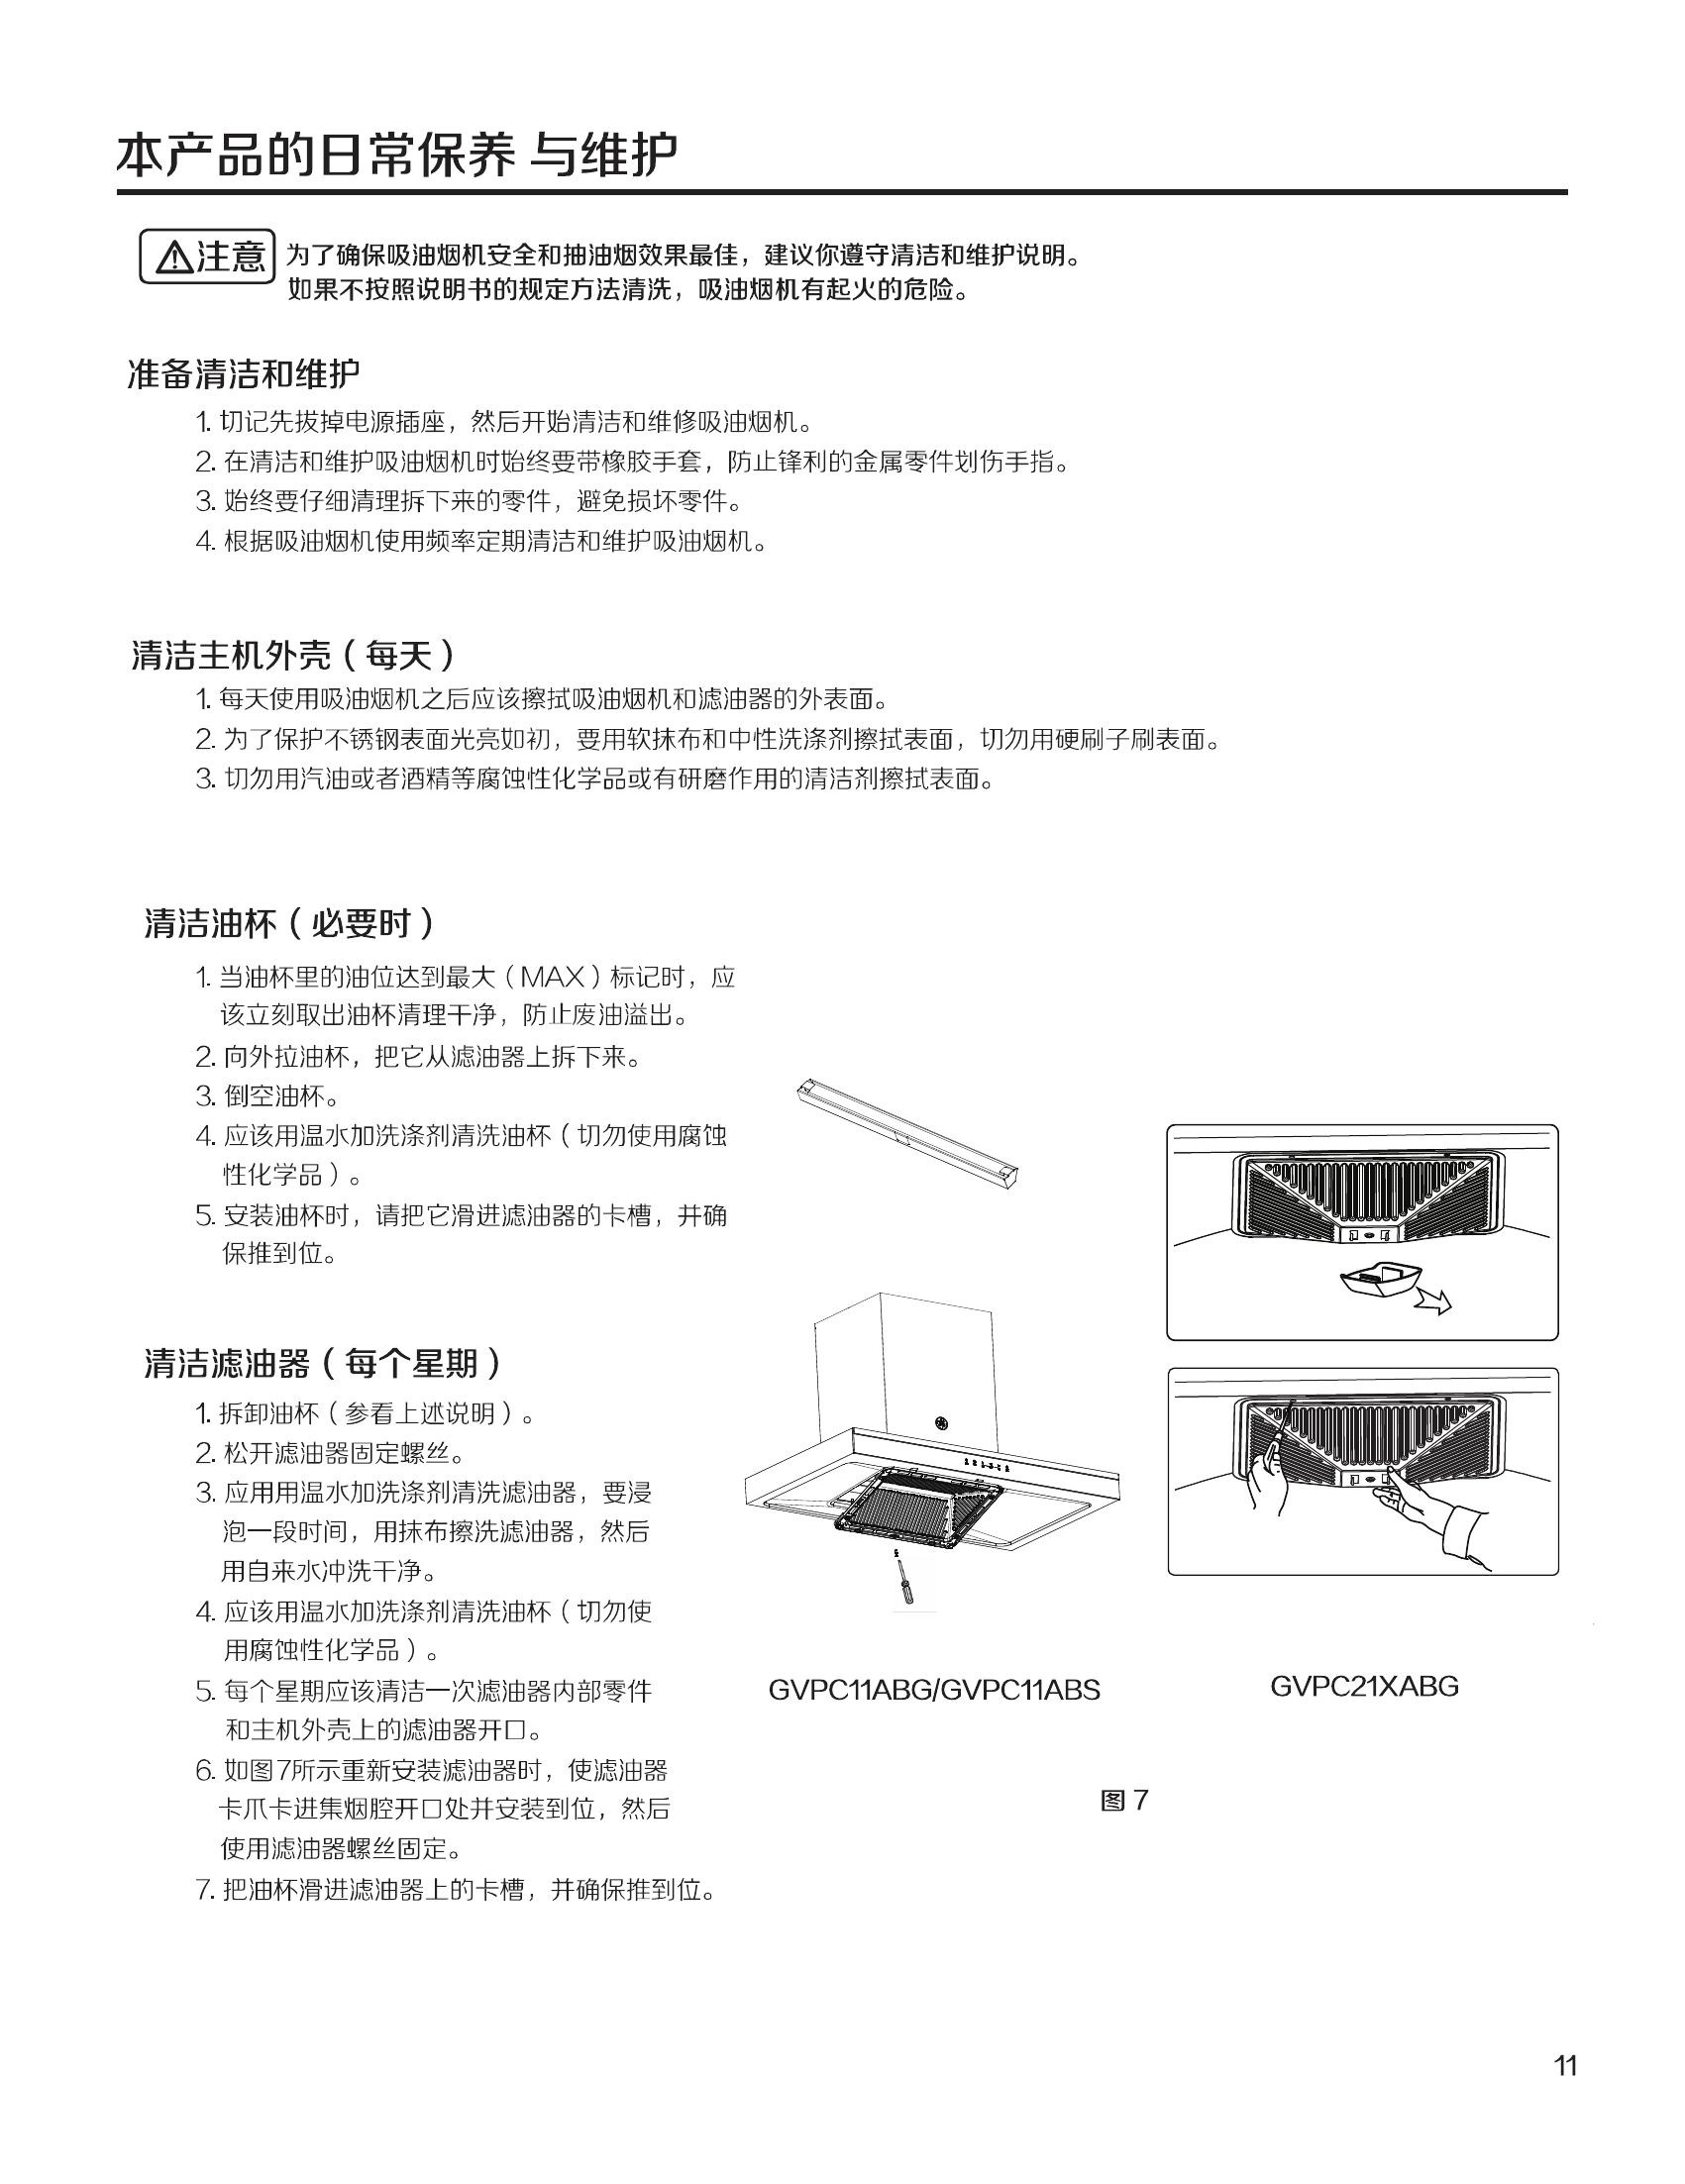 本产品的日常保养 与维护
注意 为了确保吸油烟机安全和抽油烟效果最佳，建议你遵守清洁和维护说明。
如果不按照说明书的规定方法清洗，吸油烟机有起火的危险。
准备清洁和维护
1. 切记先拔掉电源插座，然后开始清洁和维修吸油烟机。
2. 在清洁和维护吸油烟机时始终要带橡胶手套，防止锋利的金属零件划伤手指。
3. 始终要仔细清理拆下来的零件，避免损坏零件。
4. 根据吸油烟机使用频率定期清洁和维护吸油烟机。
清洁主机外壳（每天）
1. 每天使用吸油烟机之后应该擦拭吸油烟机和滤油器的外表面。
2. 为了保护不锈钢表面光亮如初，要用软抹布和中性洗涤剂擦拭表面，切勿用硬刷子刷表面。
3. 切勿用汽油或者酒精等腐蚀性化学品或有研磨作用的清洁剂擦拭表面。
清洁油杯（必要时）
1. 当油杯里的油位达到最大（MAX）标记时，应
该立刻取出油杯清理干净，防止废油溢出。
2. 向外拉油杯，把它从滤油器上拆下来。
3. 倒空油杯。
4. 应该用温水加洗涤剂清洗油杯（切勿使用腐蚀
性化学品）。
5. 安装油杯时，请把它滑进滤油器的卡槽，并确
保推到位。
清洁滤油器（每个星期）
1. 拆卸油杯（参看上述说明）。
2. 松开滤油器固定螺丝。
3. 应用用温水加洗涤剂清洗滤油器，要浸
泡一段时间，用抹布擦洗滤油器，然后
用自来水冲洗干净。
4. 应该用温水加洗涤剂清洗油杯（切勿使
用腐蚀性化学品）。
5. 每个星期应该清洁一次滤油器内部零件
和主机外壳上的滤油器开口。
6. 如图7所示重新安装滤油器时，使滤油器
卡爪卡进集烟腔开口处并安装到位，然后
使用滤油器螺丝固定。
7. 把油杯滑进滤油器上的卡槽，并确保推到位。
GVPC11ABG/GVPC11ABS
GVPC21XABG
图 7
11